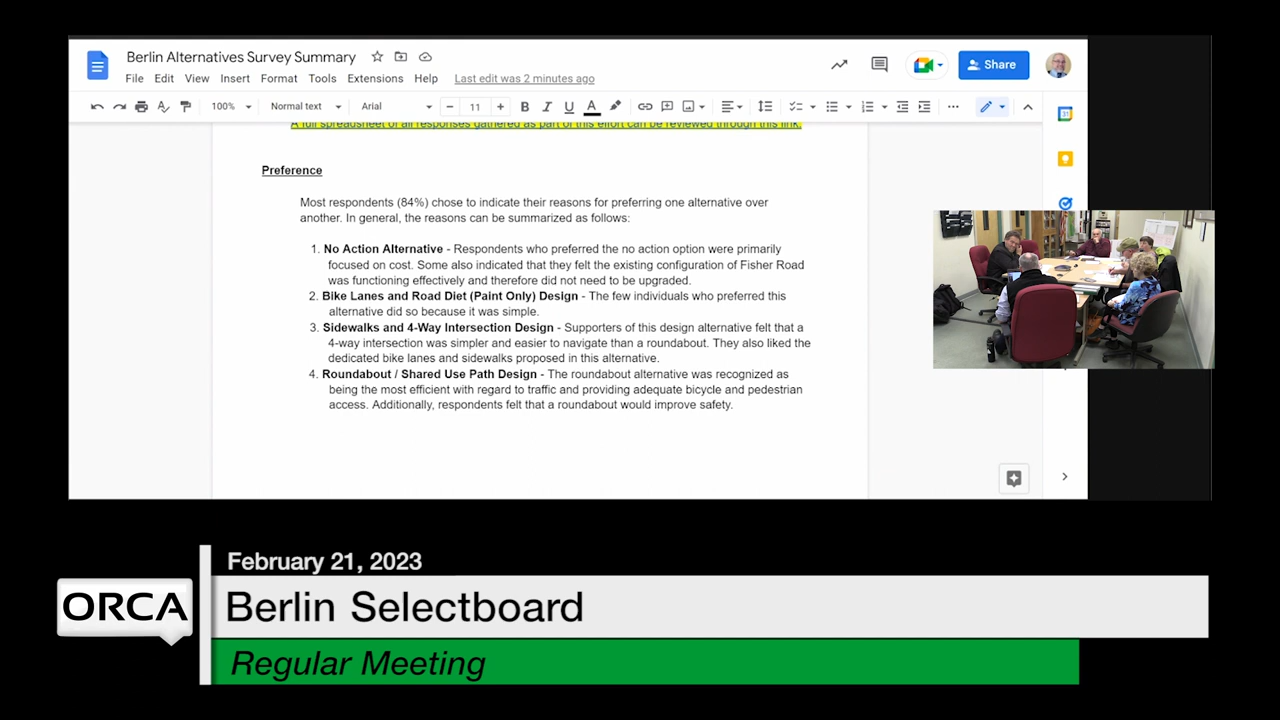 Berlin Alternatives Survey Summary
File Edit View Insert Format Tools Extensions Help Last edit was 2 minutes ago
Share
100% Normal text Arial 11 B I U A
A full spreadsheet of all responses gathered as part of this effort can be reviewed through this link.
Preference
Most respondents (84%) chose to indicate their reasons for preferring one alternative over
another. In general, the reasons can be summarized as follows:
1. No Action Alternative - Respondents who preferred the no action option were primarily
focused on cost. Some also indicated that they felt the existing configuration of Fisher Road
was functioning effectively and therefore did not need to be upgraded.
2. Bike Lanes and Road Diet (Paint Only) Design - The few individuals who preferred this
alternative did so because it was simple.
3. Sidewalks and 4-Way Intersection Design - Supporters of this design alternative felt that a
4-way intersection was simpler and easier to navigate than a roundabout. They also liked the
dedicated bike lanes and sidewalks proposed in this alternative.
4. Roundabout / Shared Use Path Design - The roundabout alternative was recognized as
being the most efficient with regard to traffic and providing adequate bicycle and pedestrian
access. Additionally, respondents felt that a roundabout would improve safety.
February 21, 2023
ORCA
Berlin Selectboard
Regular Meeting